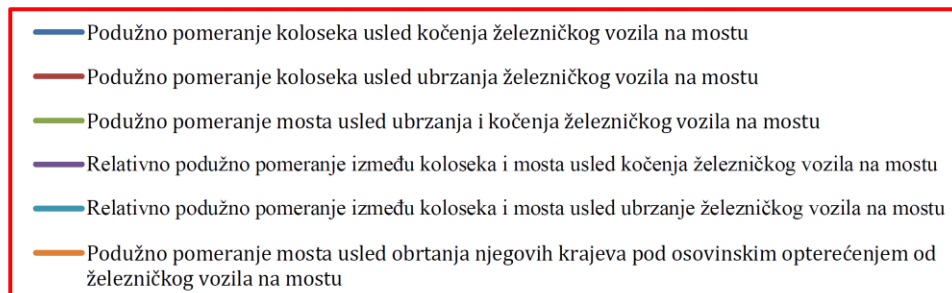 Podužno pomeranje koloseka usled kočenja železničkog vozila na mostu
Podužno pomeranje koloseka usled ubrzanja železničkog vozila na mostu
Podužno pomeranje mosta usled ubrzanja i kočenja železničkog vozila na mostu
Relativno podužno pomeranje između koloseka i mosta usled kočenja železničkog vozila na mostu
Relativno podužno pomeranje između koloseka i mosta usled ubrzanje železničkog vozila na mostu
Podužno pomeranje mosta usled obrtanja njegovih krajeva pod osovinskim opterećenjem od
železničkog vozila na mostu